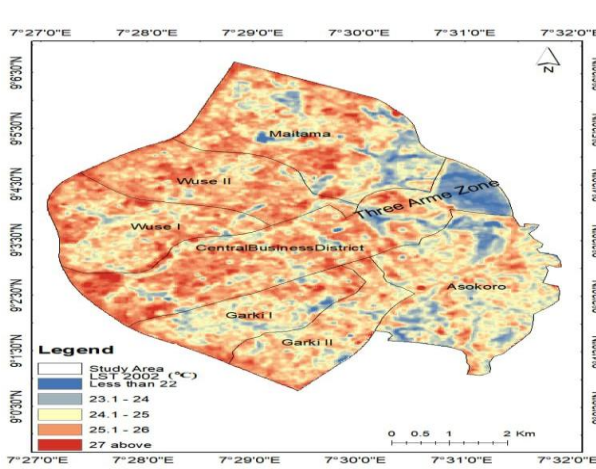 7°27'0"E 7°28'0"E 7°29'0"E 7°30'0"E 7°31'0"E 7°32'0"E
N
9°6'30"N
9°5'30"N
9°4'30"N
9°3'30"N
9°2'30"N
9°1'30"N
9°0'30"N
Maitama
Wuse II
Three Arme Zone
Wuse I
CentralBusinessDistrict
Asokoro
Garki I
Garki II
Legend
Study Area
LST 2002 (°C)
Less than 22
23.1 - 24
24.1 - 25
25.1 - 26
27 above
0 0.5 1 2 Km
7°27'0"E 7°28'0"E 7°29'0"E 7°30'0"E 7°31'0"E 7°32'0"E